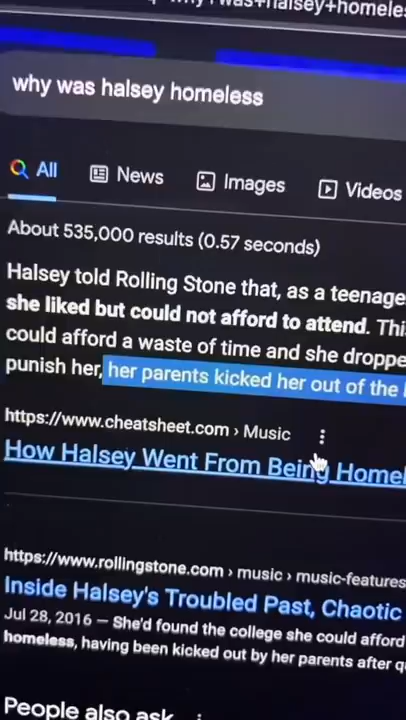 why was halsey homeless
All News Images Videos
About 535,000 results (0.57 seconds)
Halsey told Rolling Stone that, as a teenage
she liked but could not afford to attend. Thi
could afford a waste of time and she droppe
punish her, her parents kicked her out of the
https://www.cheatsheet.com › Music
How Halsey Went From Being Homel
https://www.rollingstone.com › music › music-features
Inside Halsey's Troubled Past, Chaotic
Jul 28, 2016 — She'd found the college she could afford
homeless, having been kicked out by her parents after q
People also ask